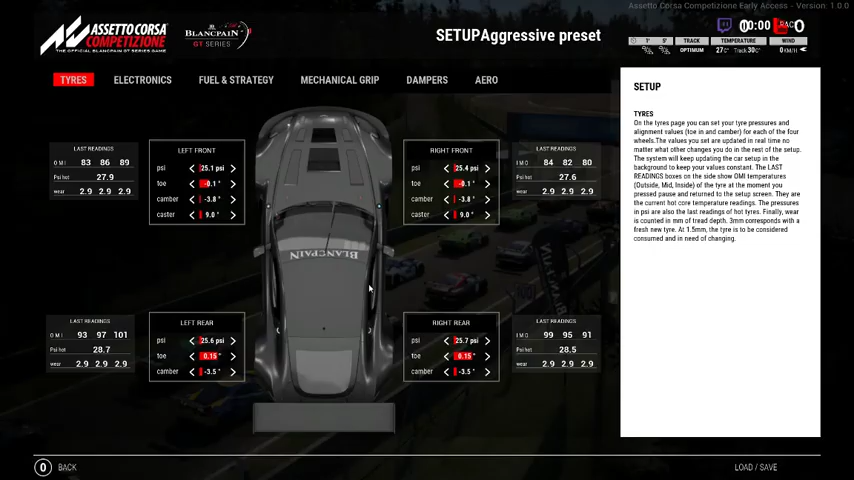 Assetto Corsa Competizione Early Access - Version: 1.0.0
ASSETTO CORSA
COMPETIZIONE
THE OFFICIAL BLANCPAIN GT SERIES GAME
BLANCPAIN
GT SERIES
SETUPAggressive preset
00:00
TRACK TEMPERATURE WIND
OPTIMUM 27C° Track:30C° 0 KM/H
TYRES
ELECTRONICS
FUEL & STRATEGY
MECHANICAL GRIP
DAMPERS
AERO
LAST READINGS
O M I 83 86 89
Psi hot 27.9
wear 2.9 2.9 2.9
LEFT FRONT
psi 25.1 psi
toe -0.1 °
camber -3.8 °
caster 9.0 °
RIGHT FRONT
psi 25.4 psi
toe -0.1 °
camber -3.8 °
caster 9.0 °
LAST READINGS
I M O 84 82 80
Psi hot 27.6
wear 2.9 2.9 2.9
BLANCPAIN
LAST READINGS
O M I 93 97 101
Psi hot 28.7
wear 2.9 2.9 2.9
LEFT REAR
psi 25.6 psi
toe 0.15 °
camber -3.5 °
RIGHT REAR
psi 25.7 psi
toe 0.15 °
camber -3.5 °
LAST READINGS
I M O 99 95 91
Psi hot 28.5
wear 2.9 2.9 2.9
SETUP
TYRES
On the tyres page you can set your tyre pressures and
alignment values (toe in and camber) for each of the four
wheels.The values you set are updated in real time no
matter what other changes you do in the rest of the setup.
The system will keep updating the car setup in the
background to keep your values constant. The LAST
READINGS boxes on the side show OMI temperatures
(Outside, Mid, Inside) of the tyre at the moment you
pressed pause and returned to the setup screen. They are
the current hot core temperature readings. The pressures
in psi are also the last readings of hot tyres. Finally, wear
is counted in mm of tread depth. 3mm corresponds with a
fresh new tyre. At 1.5mm, the tyre is to be considered
consumed and in need of changing.
0 BACK
LOAD / SAVE